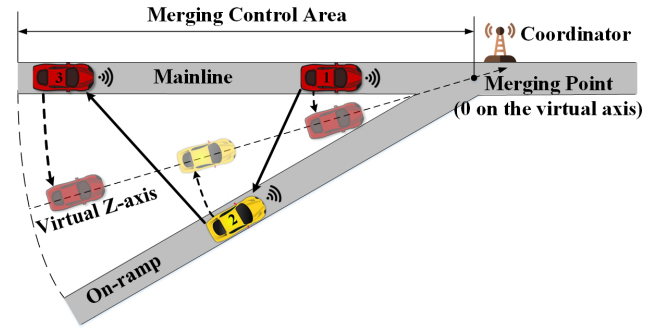 Merging Control Area
Coordinator
3
Mainline
1
Merging Point
(0 on the virtual axis)
Virtual Z-axis
2
On-ramp